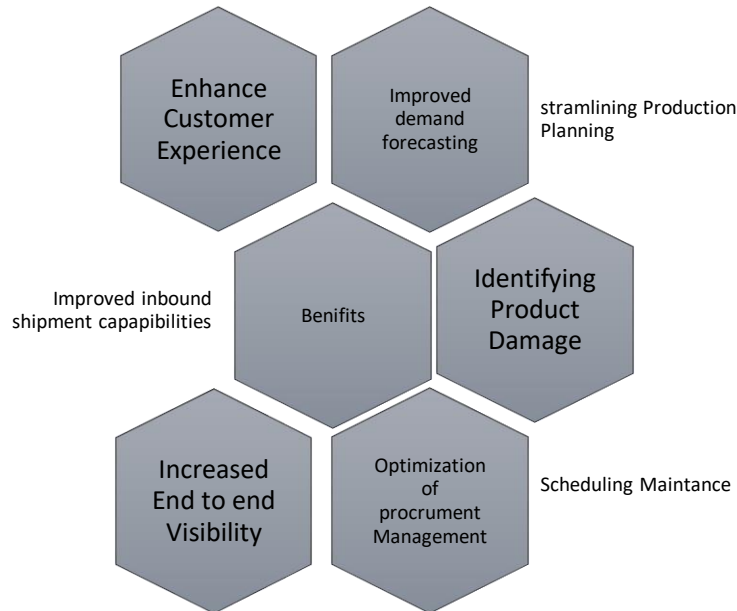 Enhance
Customer
Experience
Improved
demand
forecasting
stramlining Production
Planning
Improved inbound
shipment capapibilities
Benifits
Identifying
Product
Damage
Increased
End to end
Visibility
Optimization
of
procrument
Management
Scheduling Maintance